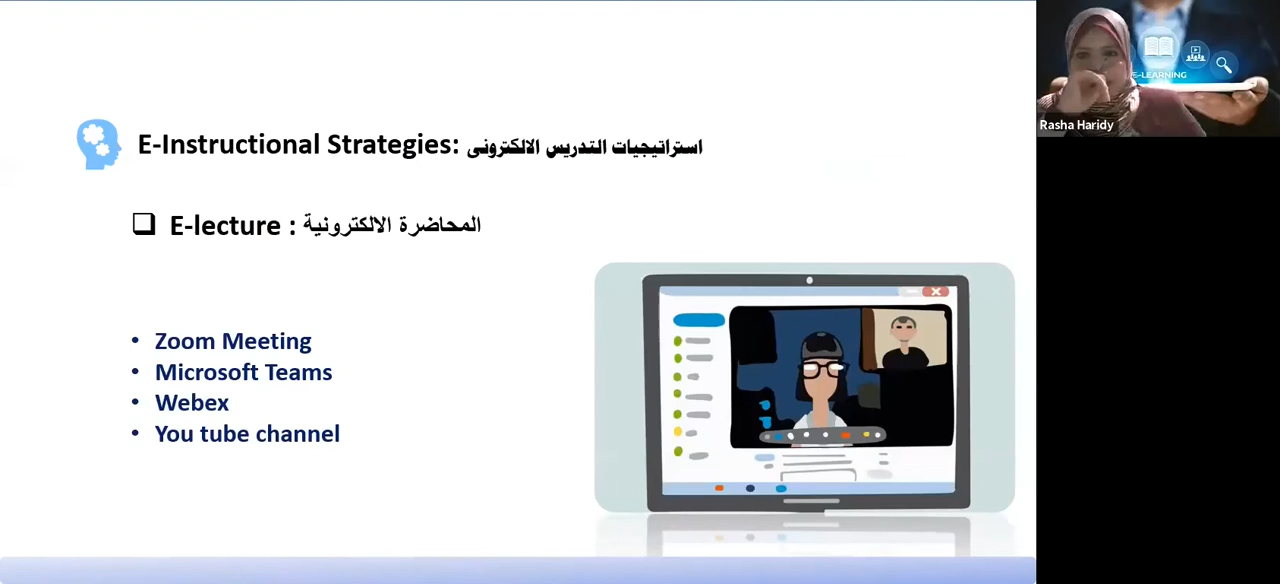 E-Instructional Strategies: استراتيجيات التدريس الالكترونى
❑ E-lecture : المحاضرة الالكترونية
• Zoom Meeting
• Microsoft Teams
• Webex
• You tube channel
E-LEARNING
Rasha Haridy